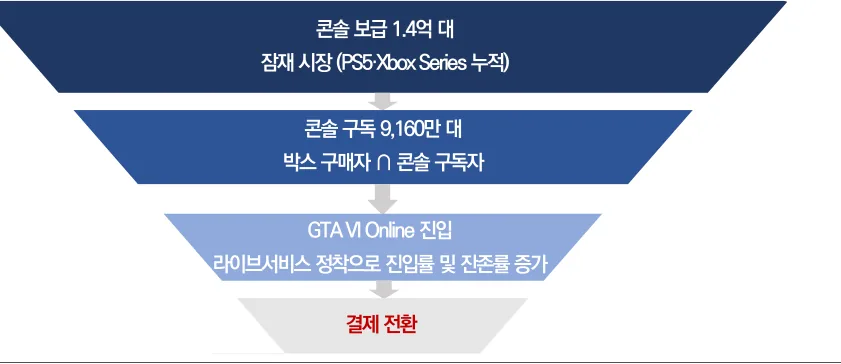 콘솔 보급 1.4억 대
잠재 시장 (PS5·Xbox Series 누적)
콘솔 구독 9,160만 대
박스 구매자 ∩ 콘솔 구독자
GTA VI Online 진입
라이브서비스 정착으로 진입률 및 잔존률 증가
결제 전환